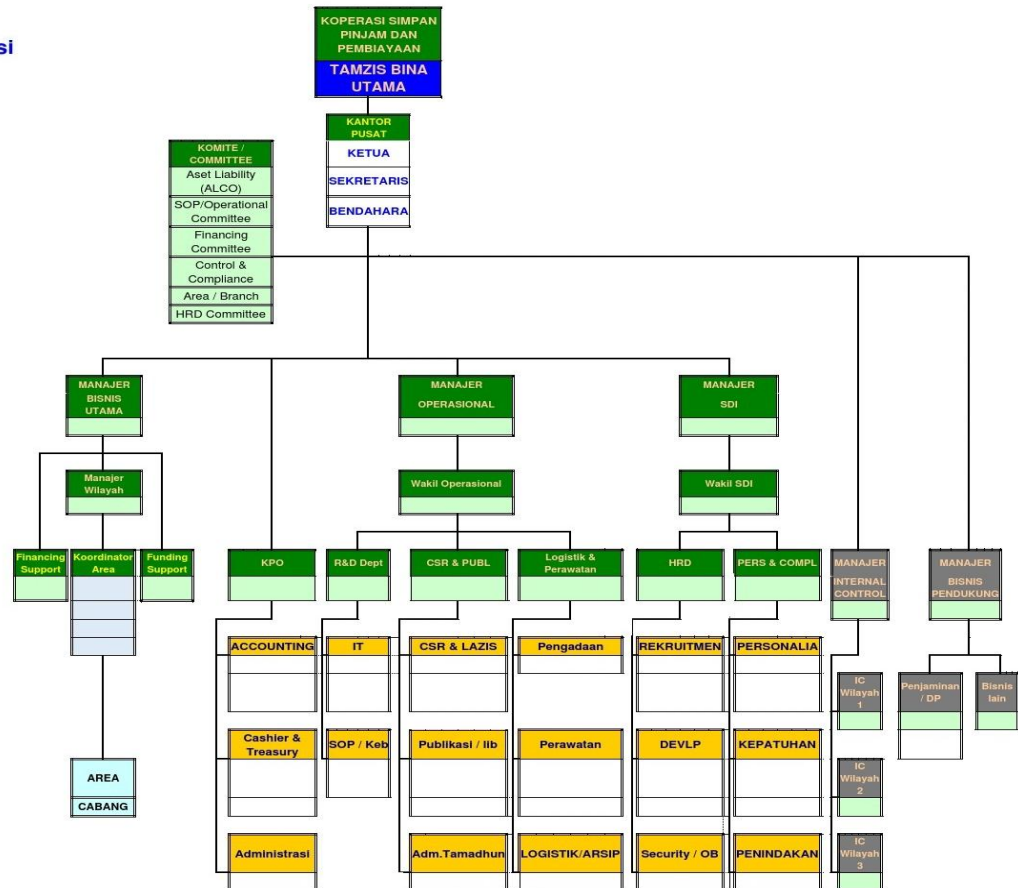 si
KOPERASI SIMPAN
PINJAM DAN
PEMBIAYAAN
TAMZIS BINA
UTAMA
KANTOR
PUSAT
KETUA
SEKRETARIS
BENDAHARA
KOMITE /
COMMITTEE
Aset Liability
(ALCO)
SOP/Operational
Committee
Financing
Committee
Control &
Compliance
Area / Branch
HRD Committee
MANAJER
BISNIS
UTAMA
MANAJER
OPERASIONAL
MANAJER
SDI
Manajer
Wilayah
Wakil Operasional
Wakil SDI
Financing
Support
Koordinator
Area
Funding
Support
KPO
R&D Dept
CSR & PUBL
Logistik &
Perawatan
HRD
PERS & COMPL
MANAJER
INTERNAL
CONTROL
MANAJER
BISNIS
PENDUKUNG
ACCOUNTING
IT
CSR & LAZIS
Pengadaan
REKRUITMEN
PERSONALIA
IC
Wilayah
1
Penjaminan
/ DP
Bisnis
lain
Cashier &
Treasury
SOP / Keb
Publikasi / lib
Perawatan
DEVLP
KEPATUHAN
IC
Wilayah
2
AREA
CABANG
Administrasi
Adm.Tamadhun
LOGISTIK/ARSIP
Security / OB
PENINDAKAN
IC
Wilayah
3